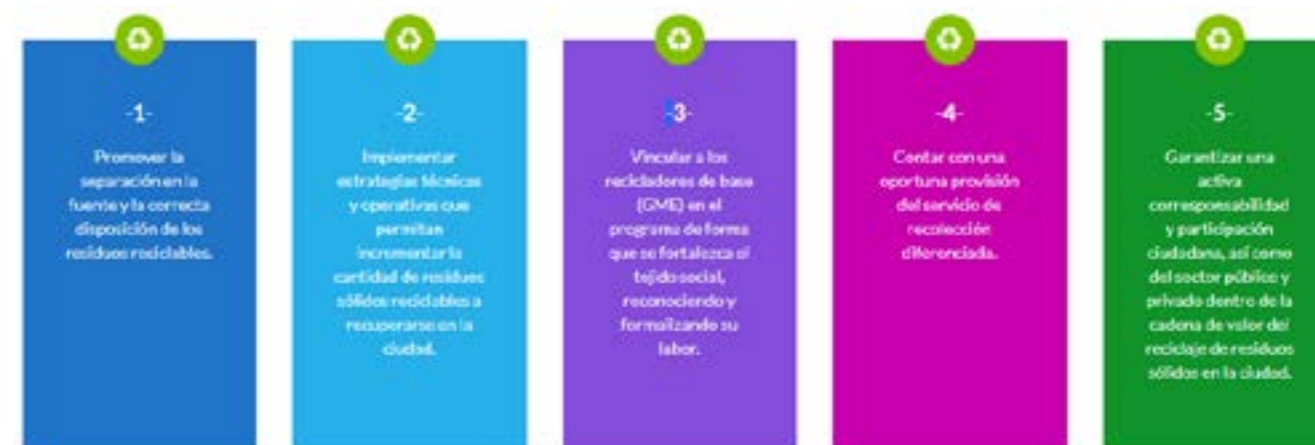 -1-
Promover la
separación en la
fuente y la correcta
disposición de los
residuos reciclables.
-2-
Implementar
estrategias técnicas
y operativas que
permitan
incrementar la
cantidad de residuos
sólidos reciclables a
recuperarse en la
ciudad.
-3-
Vincular a los
recicladores de base
(GME) en el
programa de forma
que se fortalezca el
tejido social,
reconociendo y
formalizando su
labor.
-4-
Contar con una
oportuna provisión
del servicio de
recolección
diferenciada.
-5-
Garantizar una
activa
corresponsabilidad
y participación
ciudadana, así como
del sector público y
privado dentro de la
cadena de valor del
reciclaje de residuos
sólidos en la ciudad.